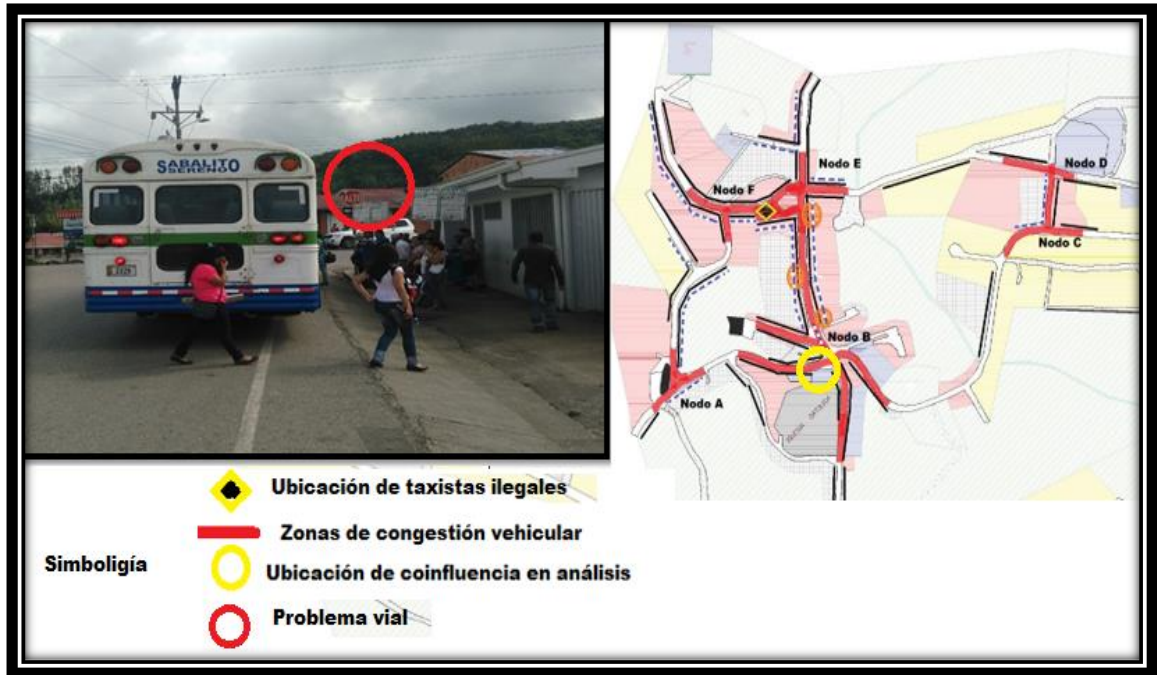 SABALITO
SERENO
Nodo E
Nodo D
Nodo F
Nodo C
Nodo B
Nodo A
Ubicación de taxistas ilegales
Zonas de congestión vehicular
Simboligía
Ubicación de coinfluencia en análisis
Problema vial